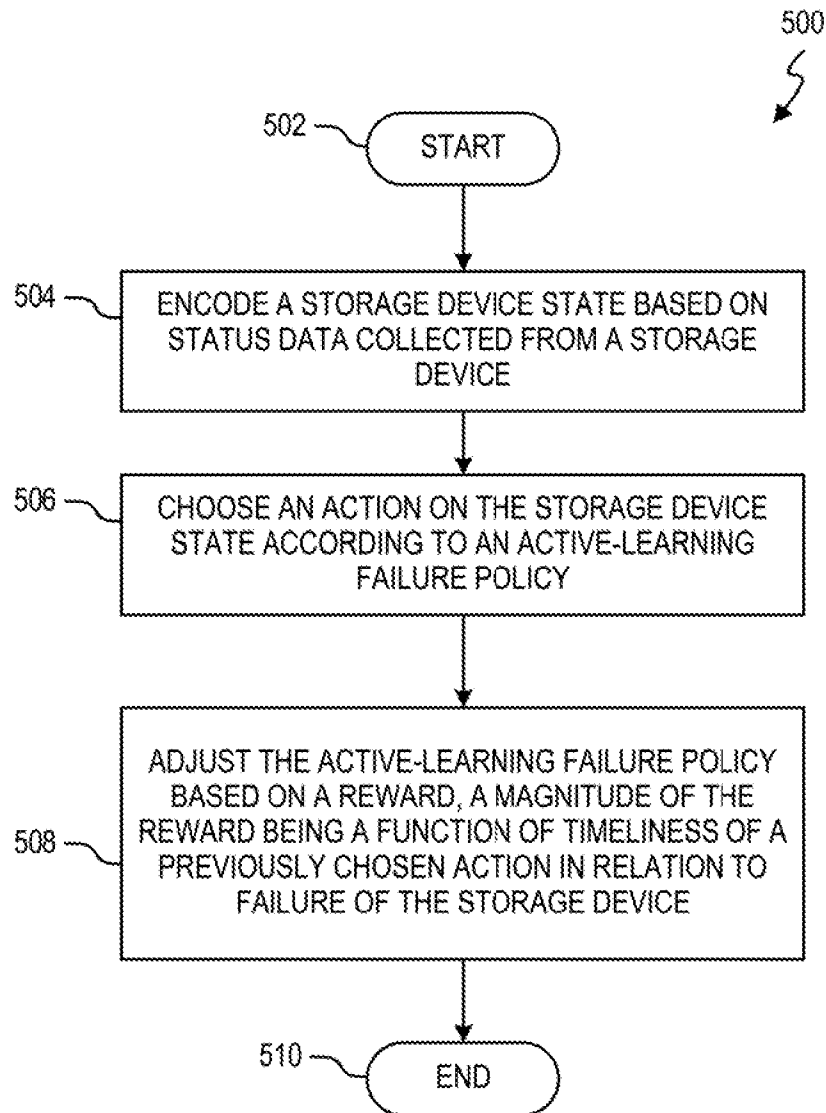 500
502
START
504
ENCODE A STORAGE DEVICE STATE BASED ON
STATUS DATA COLLECTED FROM A STORAGE
DEVICE
506
CHOOSE AN ACTION ON THE STORAGE DEVICE
STATE ACCORDING TO AN ACTIVE-LEARNING
FAILURE POLICY
508
ADJUST THE ACTIVE-LEARNING FAILURE POLICY
BASED ON A REWARD, A MAGNITUDE OF THE
REWARD BEING A FUNCTION OF TIMELINESS OF A
PREVIOUSLY CHOSEN ACTION IN RELATION TO
FAILURE OF THE STORAGE DEVICE
510
END